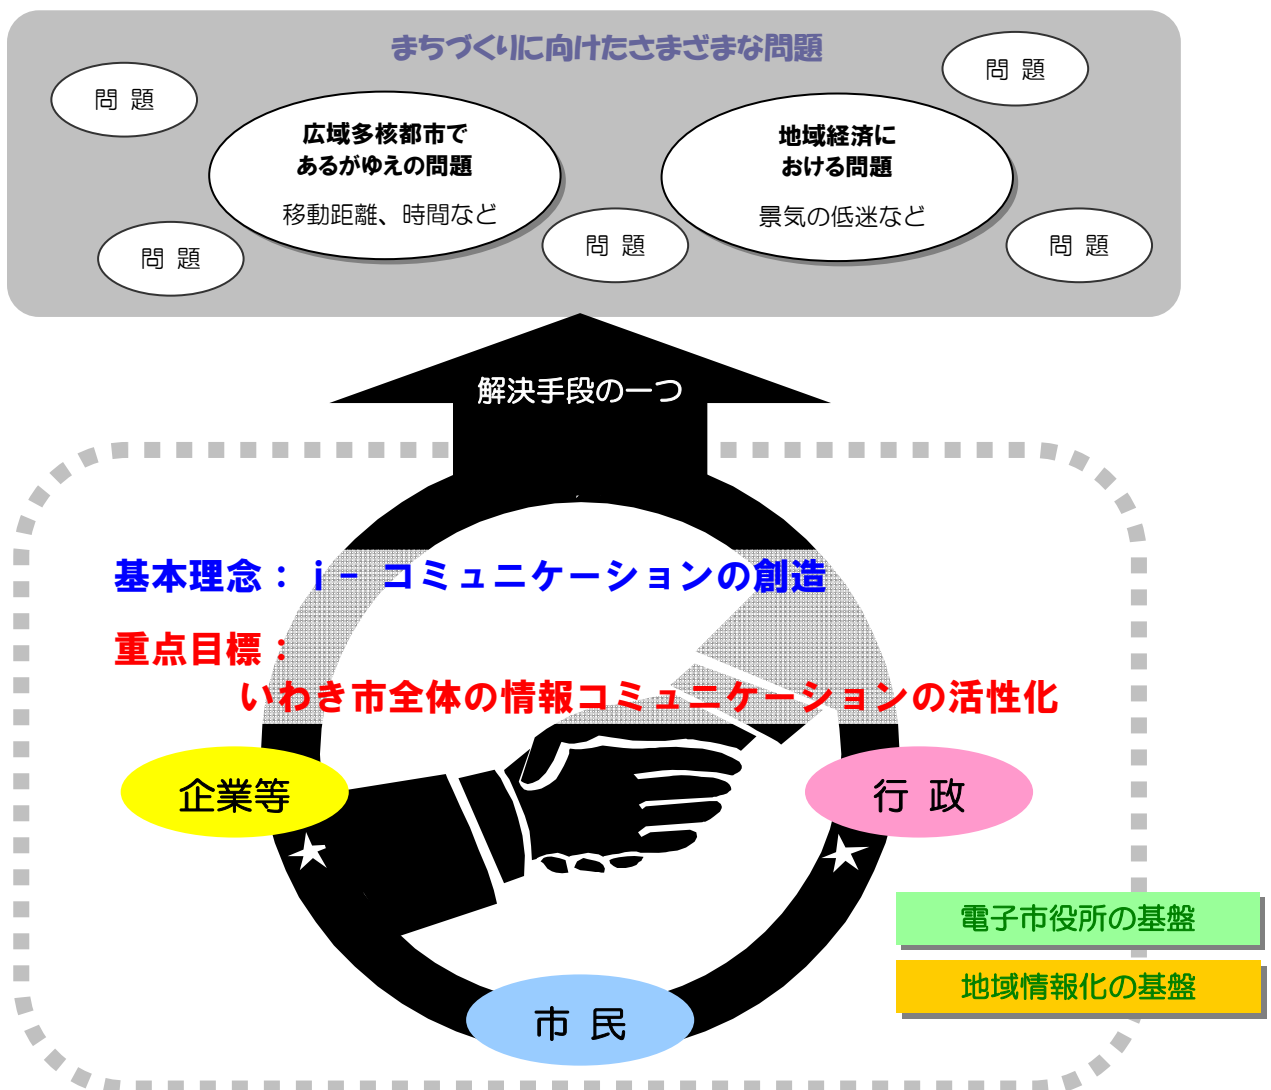 まちづくりに向けたさまざまな問題
問 題
問 題
広域多核都市で
あるがゆえの問題
移動距離、時間など
地域経済に
おける問題
景気の低迷など
問 題
問 題
問 題
解決手段の一つ
基本理念：ｉ－ コミュニケーションの創造
重点目標：
いわき市全体の情報コミュニケーションの活性化
企業等
行 政
電子市役所の基盤
地域情報化の基盤
市 民